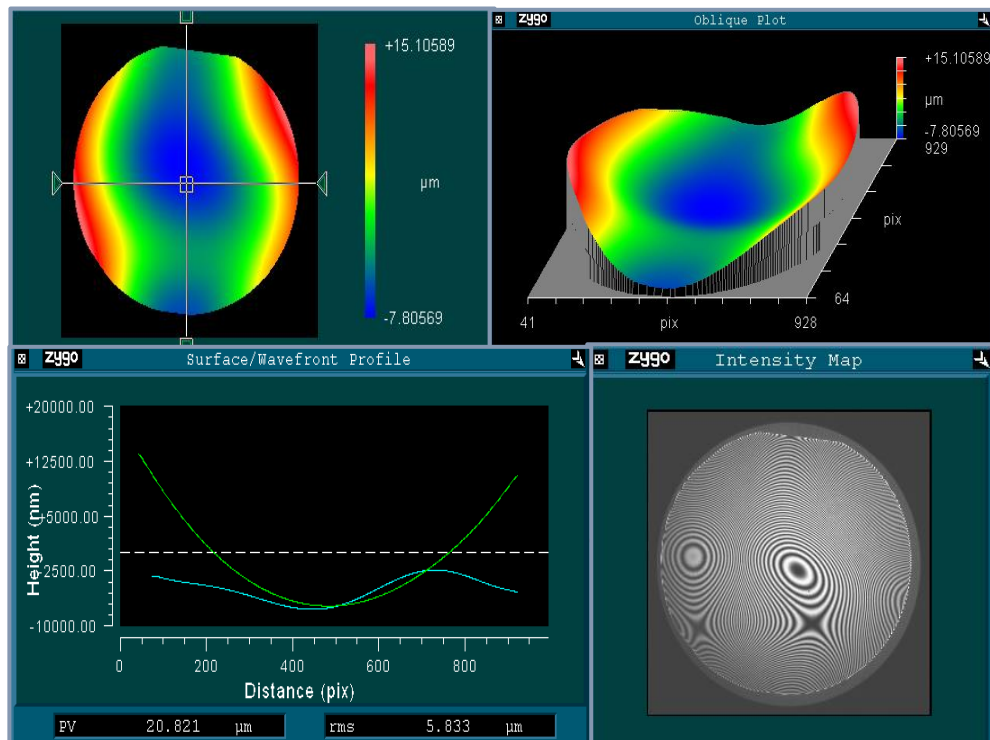 +15.10589
µm
-7.80569
zygo Oblique Plot
+15.10589
µm
-7.80569
929
pix
64
41 pix 928
zygo Surface/Wavefront Profile
+20000.00
+12500.00
+5000.00
-2500.00
-10000.00
Height (nm)
0 200 400 600 800
Distance (pix)
PV 20.821 µm rms 5.833 µm
zygo Intensity Map